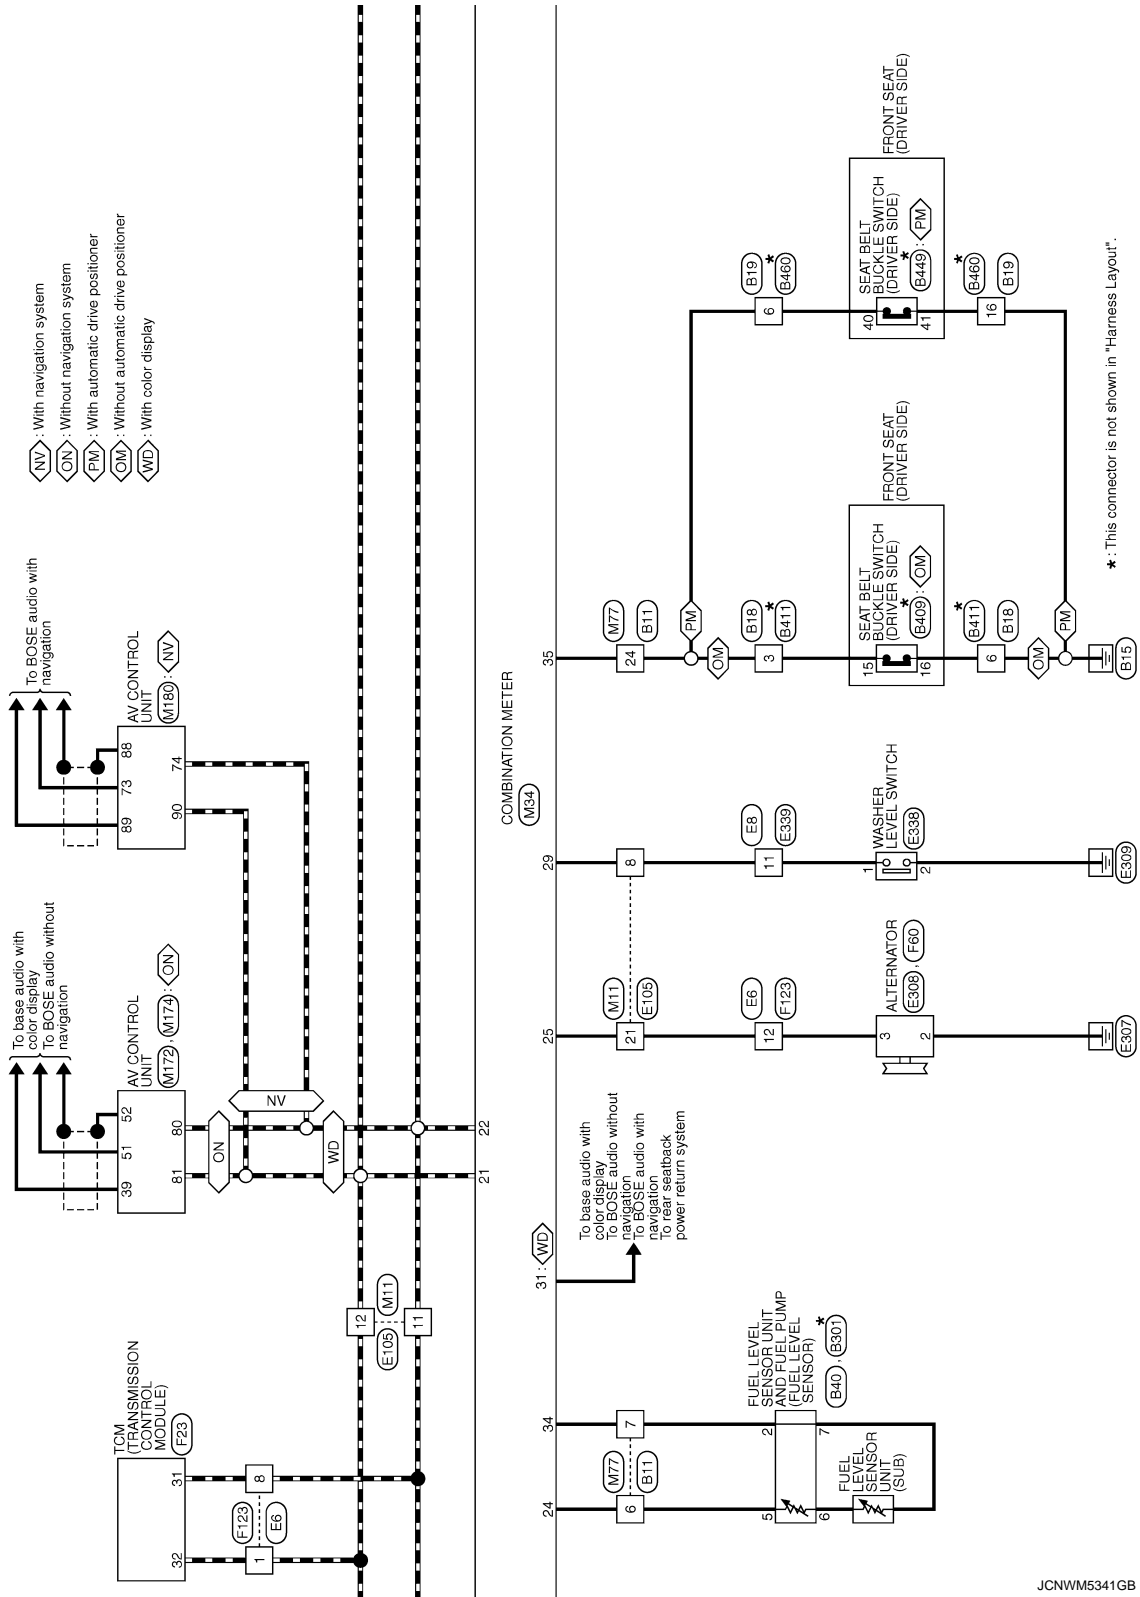 NV : With navigation system
ON : Without navigation system
PM : With automatic drive positioner
OM : Without automatic drive positioner
WD : With color display
TCM
(TRANSMISSION
CONTROL
MODULE)
F23
32
31
F123
E6
1
8
To base audio with
color display
To BOSE audio without
navigation
AV CONTROL
UNIT
M172 , M174 : ON
39
51
52
81
80
To BOSE audio with
navigation
AV CONTROL
UNIT
M180 : NV
89
73
88
90
74
ON
NV
WD
12
M11
E105
11
21
22
COMBINATION METER
M34
24
34
31 : WD
25
29
35
M77
B11
6
7
FUEL LEVEL
SENSOR UNIT
AND FUEL PUMP
(FUEL LEVEL
SENSOR)
B40 , B301 *
5
2
6
7
FUEL
LEVEL
SENSOR
UNIT
(SUB)
To base audio with
color display
To BOSE audio without
navigation
To BOSE audio with
navigation
To rear seatback
power return system
M11
E105
21
8
E6
F123
12
ALTERNATOR
E308 , F60
3
2
E307
E8
E339
11
WASHER
LEVEL SWITCH
E338
1
2
E309
M77
B11
24
PM
OM
B18
B411 *
3
SEAT BELT
BUCKLE SWITCH
(DRIVER SIDE)
B409 * : OM
FRONT SEAT
(DRIVER SIDE)
15
16
B411 *
B18
6
OM
PM
B15
B19
B460 *
6
SEAT BELT
BUCKLE SWITCH
(DRIVER SIDE)
B449 * : PM
FRONT SEAT
(DRIVER SIDE)
40
41
B460 *
B19
16
* : This connector is not shown in "Harness Layout".
JCNWM5341GB